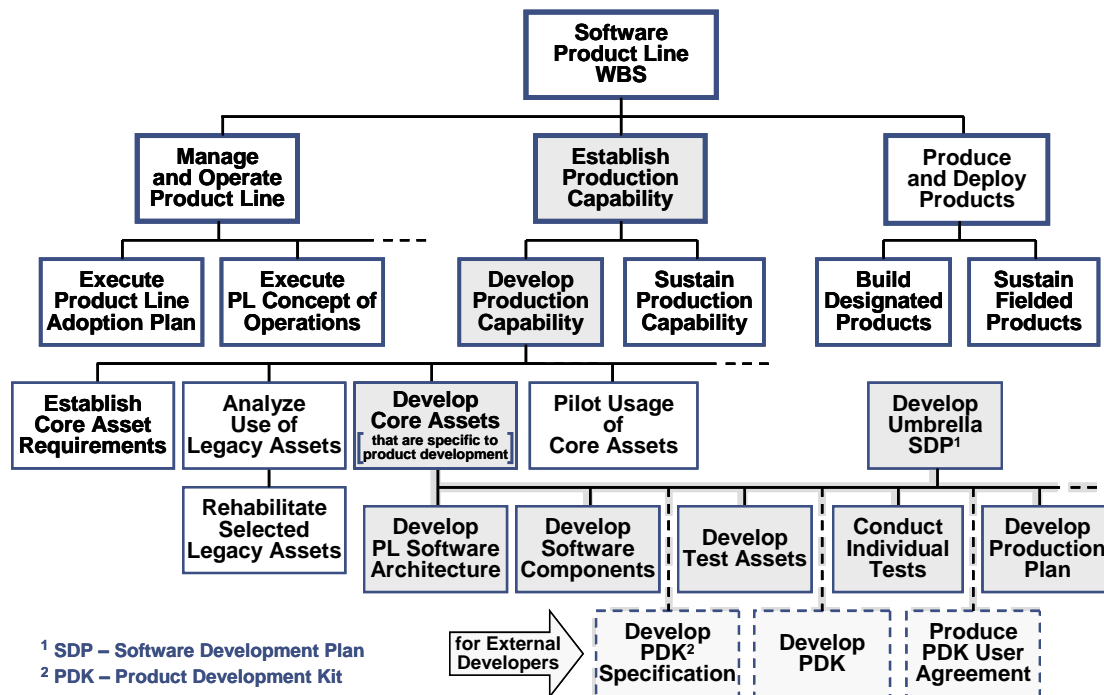 Software
Product Line
WBS
Manage
and Operate
Product Line
Establish
Production
Capability
Produce
and Deploy
Products
Execute
Product Line
Adoption Plan
Execute
PL Concept of
Operations
Develop
Production
Capability
Sustain
Production
Capability
Build
Designated
Products
Sustain
Fielded
Products
Establish
Core Asset
Requirements
Analyze
Use of
Legacy Assets
Develop
Core Assets
[that are specific to
product development]
Pilot Usage
of
Core Assets
Develop
Umbrella
SDP¹
Rehabilitate
Selected
Legacy Assets
Develop
PL Software
Architecture
Develop
Software
Components
Develop
Test Assets
Conduct
Individual
Tests
Develop
Production
Plan
for External
Developers
Develop
PDK²
Specification
Develop
PDK
Produce
PDK User
Agreement
¹ SDP – Software Development Plan
² PDK – Product Development Kit